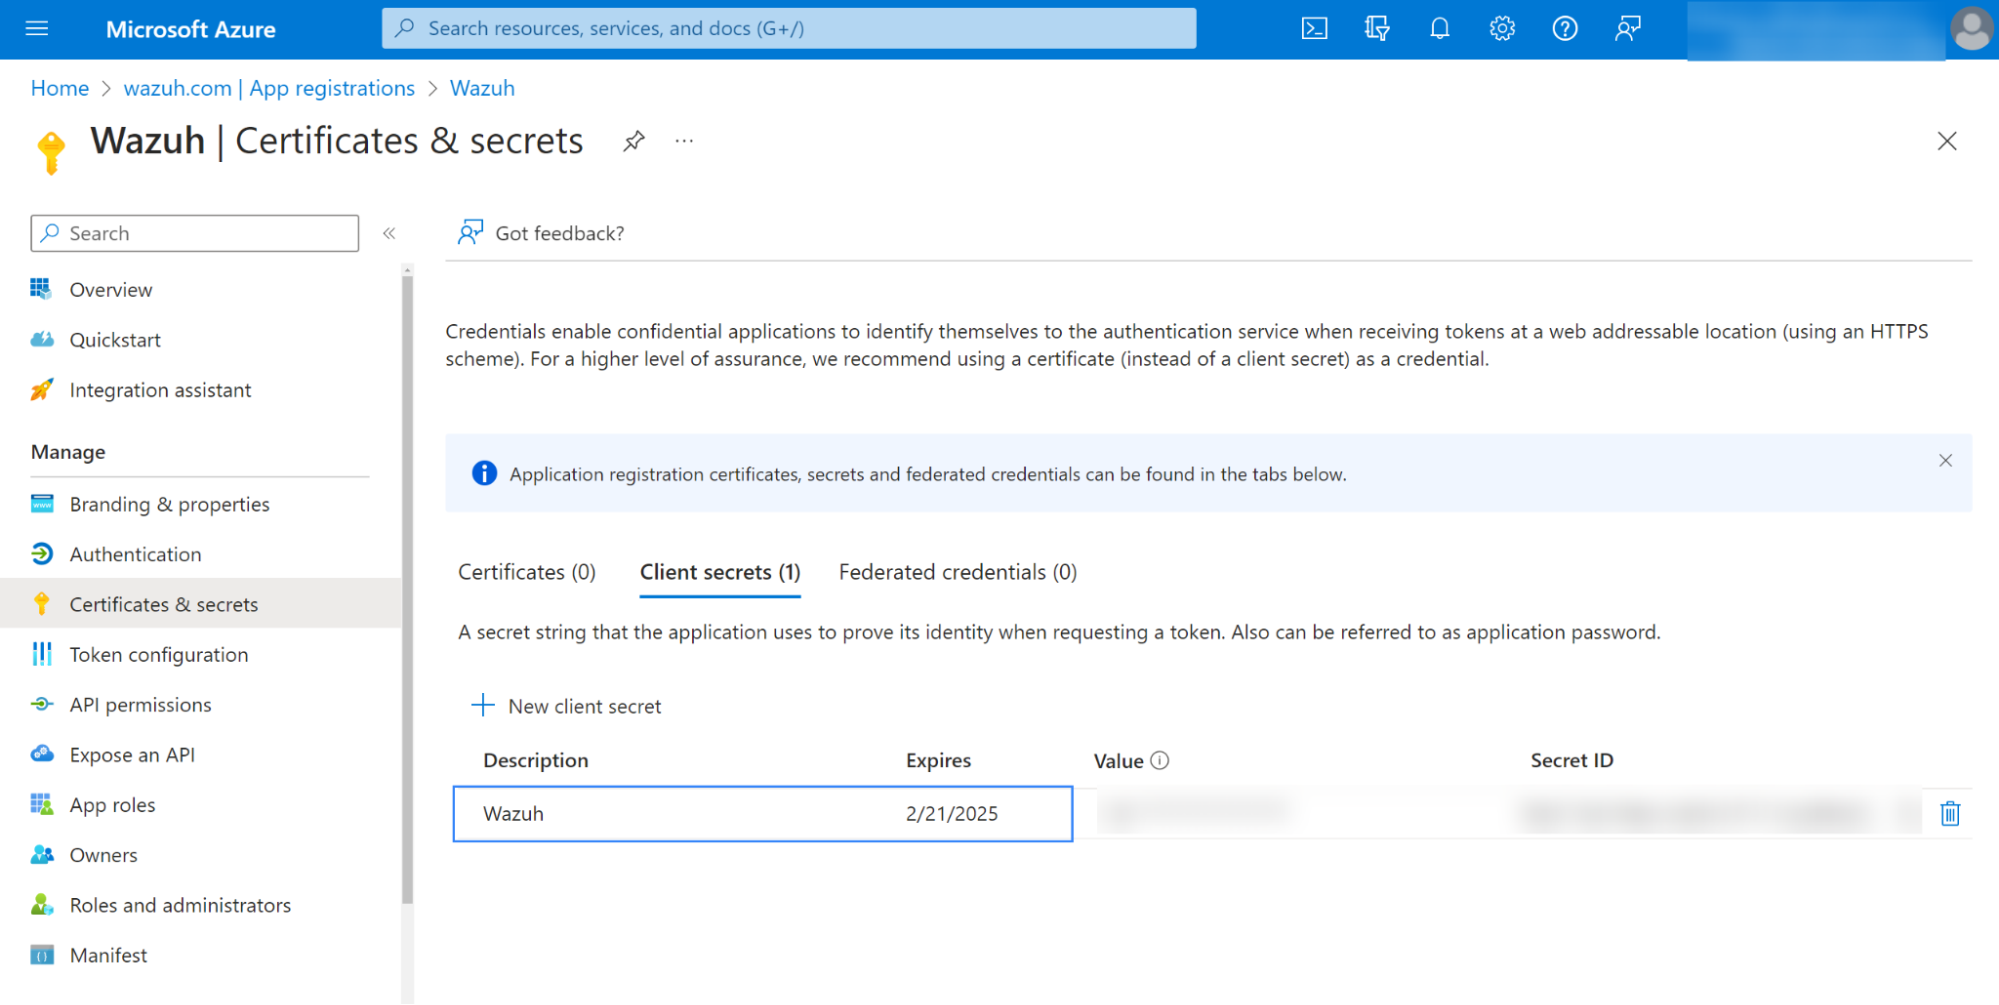 Microsoft Azure
Search resources, services, and docs (G+/)
Home > wazuh.com | App registrations > Wazuh
Wazuh | Certificates & secrets
Search
Got feedback?
Overview
Quickstart
Integration assistant
Manage
Branding & properties
Authentication
Certificates & secrets
Token configuration
API permissions
Expose an API
App roles
Owners
Roles and administrators
Manifest
Credentials enable confidential applications to identify themselves to the authentication service when receiving tokens at a web addressable location (using an HTTPS
scheme). For a higher level of assurance, we recommend using a certificate (instead of a client secret) as a credential.
Application registration certificates, secrets and federated credentials can be found in the tabs below.
Certificates (0) Client secrets (1) Federated credentials (0)
A secret string that the application uses to prove its identity when requesting a token. Also can be referred to as application password.
New client secret
Description Expires Value Secret ID
Wazuh 2/21/2025